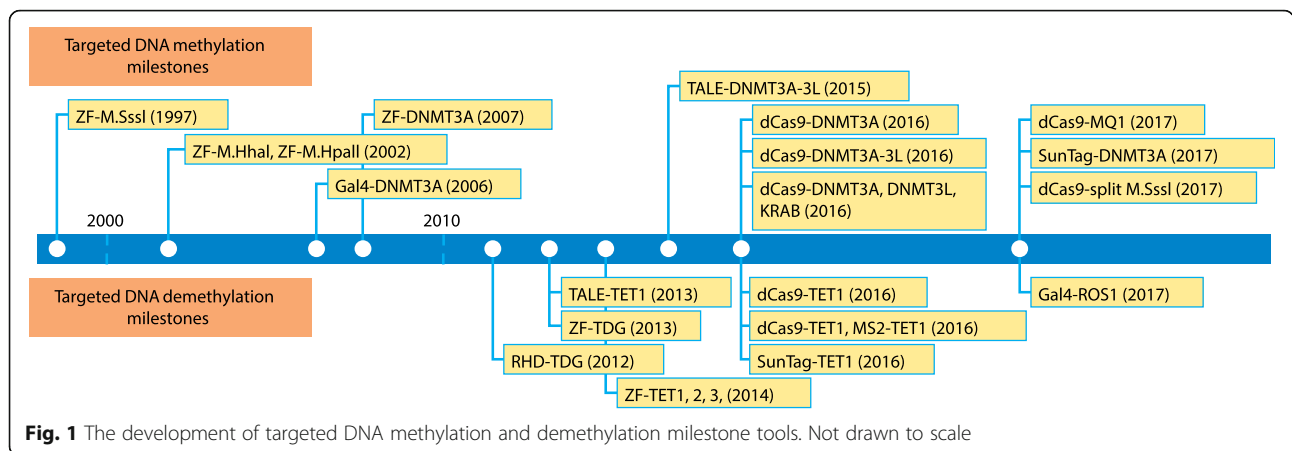 Targeted DNA methylation
milestones
ZF-M.SssI (1997)
ZF-M.HhaI, ZF-M.HpaII (2002)
Gal4-DNMT3A (2006)
ZF-DNMT3A (2007)
TALE-DNMT3A-3L (2015)
dCas9-DNMT3A (2016)
dCas9-DNMT3A-3L (2016)
dCas9-DNMT3A, DNMT3L,
KRAB (2016)
dCas9-MQ1 (2017)
SunTag-DNMT3A (2017)
dCas9-split M.SssI (2017)
2000
2010
Targeted DNA demethylation
milestones
RHD-TDG (2012)
TALE-TET1 (2013)
ZF-TDG (2013)
ZF-TET1, 2, 3, (2014)
dCas9-TET1 (2016)
dCas9-TET1, MS2-TET1 (2016)
SunTag-TET1 (2016)
Gal4-ROS1 (2017)
Fig. 1 The development of targeted DNA methylation and demethylation milestone tools. Not drawn to scale